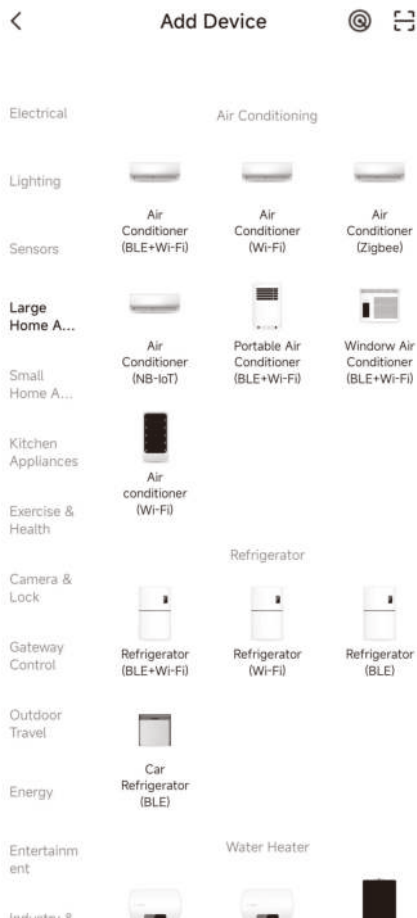 Add Device
Electrical
Lighting
Sensors
Large
Home A...
Small
Home A...
Kitchen
Appliances
Exercise &
Health
Camera &
Lock
Gateway
Control
Outdoor
Travel
Energy
Entertainm
ent
Industry &
Air Conditioning
Air
Conditioner
(BLE+Wi-Fi)
Air
Conditioner
(Wi-Fi)
Air
Conditioner
(Zigbee)
Air
Conditioner
(NB-IoT)
Portable Air
Conditioner
(BLE+Wi-Fi)
Windorw Air
Conditioner
(BLE+Wi-Fi)
Air
conditioner
(Wi-Fi)
Refrigerator
Refrigerator
(BLE+Wi-Fi)
Refrigerator
(Wi-Fi)
Refrigerator
(BLE)
Car
Refrigerator
(BLE)
Water Heater